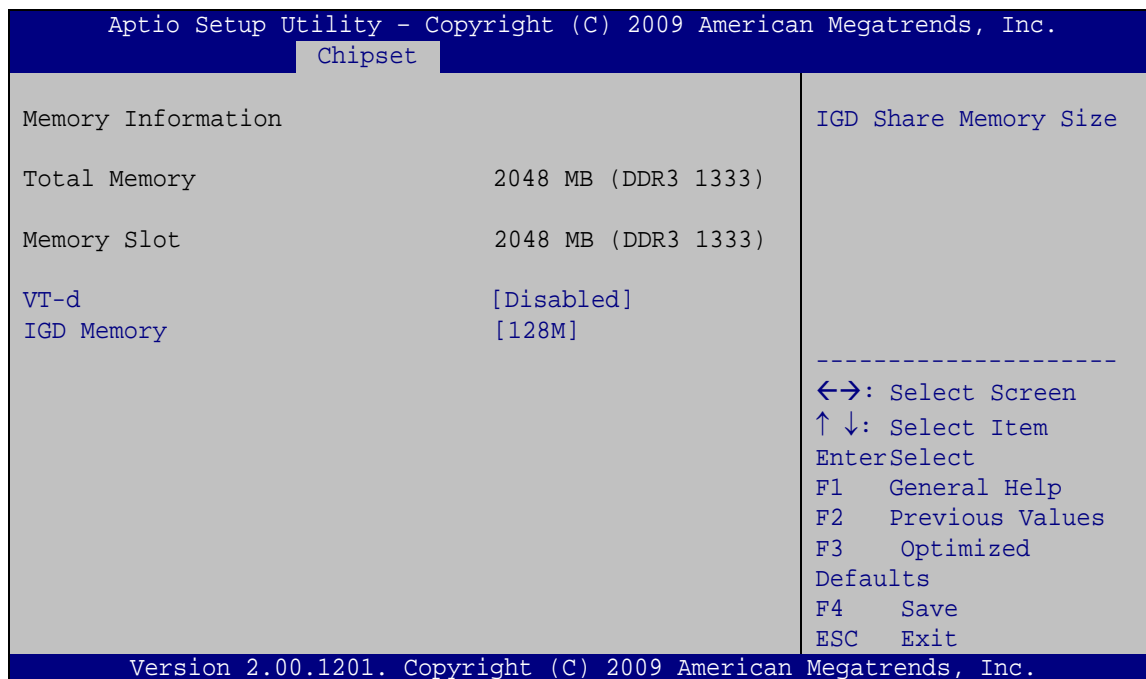 Aptio Setup Utility – Copyright (C) 2009 American Megatrends, Inc.
Chipset
Memory Information
Total Memory 2048 MB (DDR3 1333)
Memory Slot 2048 MB (DDR3 1333)
VT-d [Disabled]
IGD Memory [128M]
IGD Share Memory Size
----------------------
←→: Select Screen
↑ ↓: Select Item
EnterSelect
F1 General Help
F2 Previous Values
F3 Optimized
Defaults
F4 Save
ESC Exit
Version 2.00.1201. Copyright (C) 2009 American Megatrends, Inc.